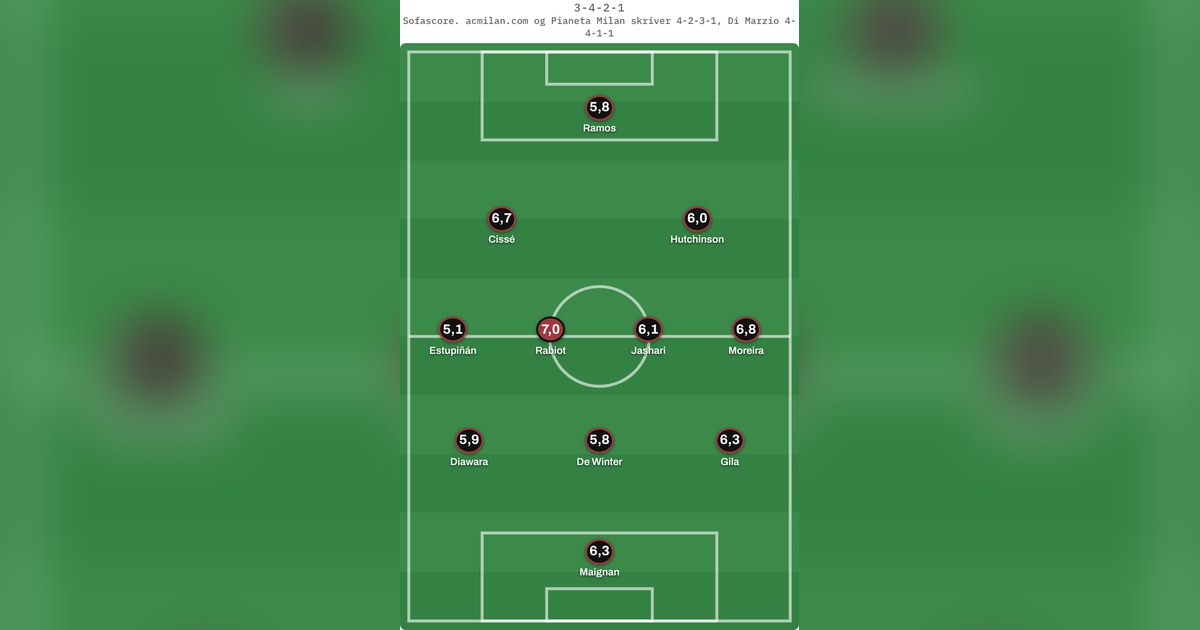 3-4-2-1
Sofascore. acmilan.com og Pianeta Milan skriver 4-2-3-1, Di Marzio 4-
4-1-1
5,8
Ramos
6,7 6,0
Cissé Hutchinson
5,1 7,0 6,1 6,8
Estupiñán Rabiot Jashari Moreira
5,9 5,8 6,3
Diawara De Winter Gila
6,3
Maignan